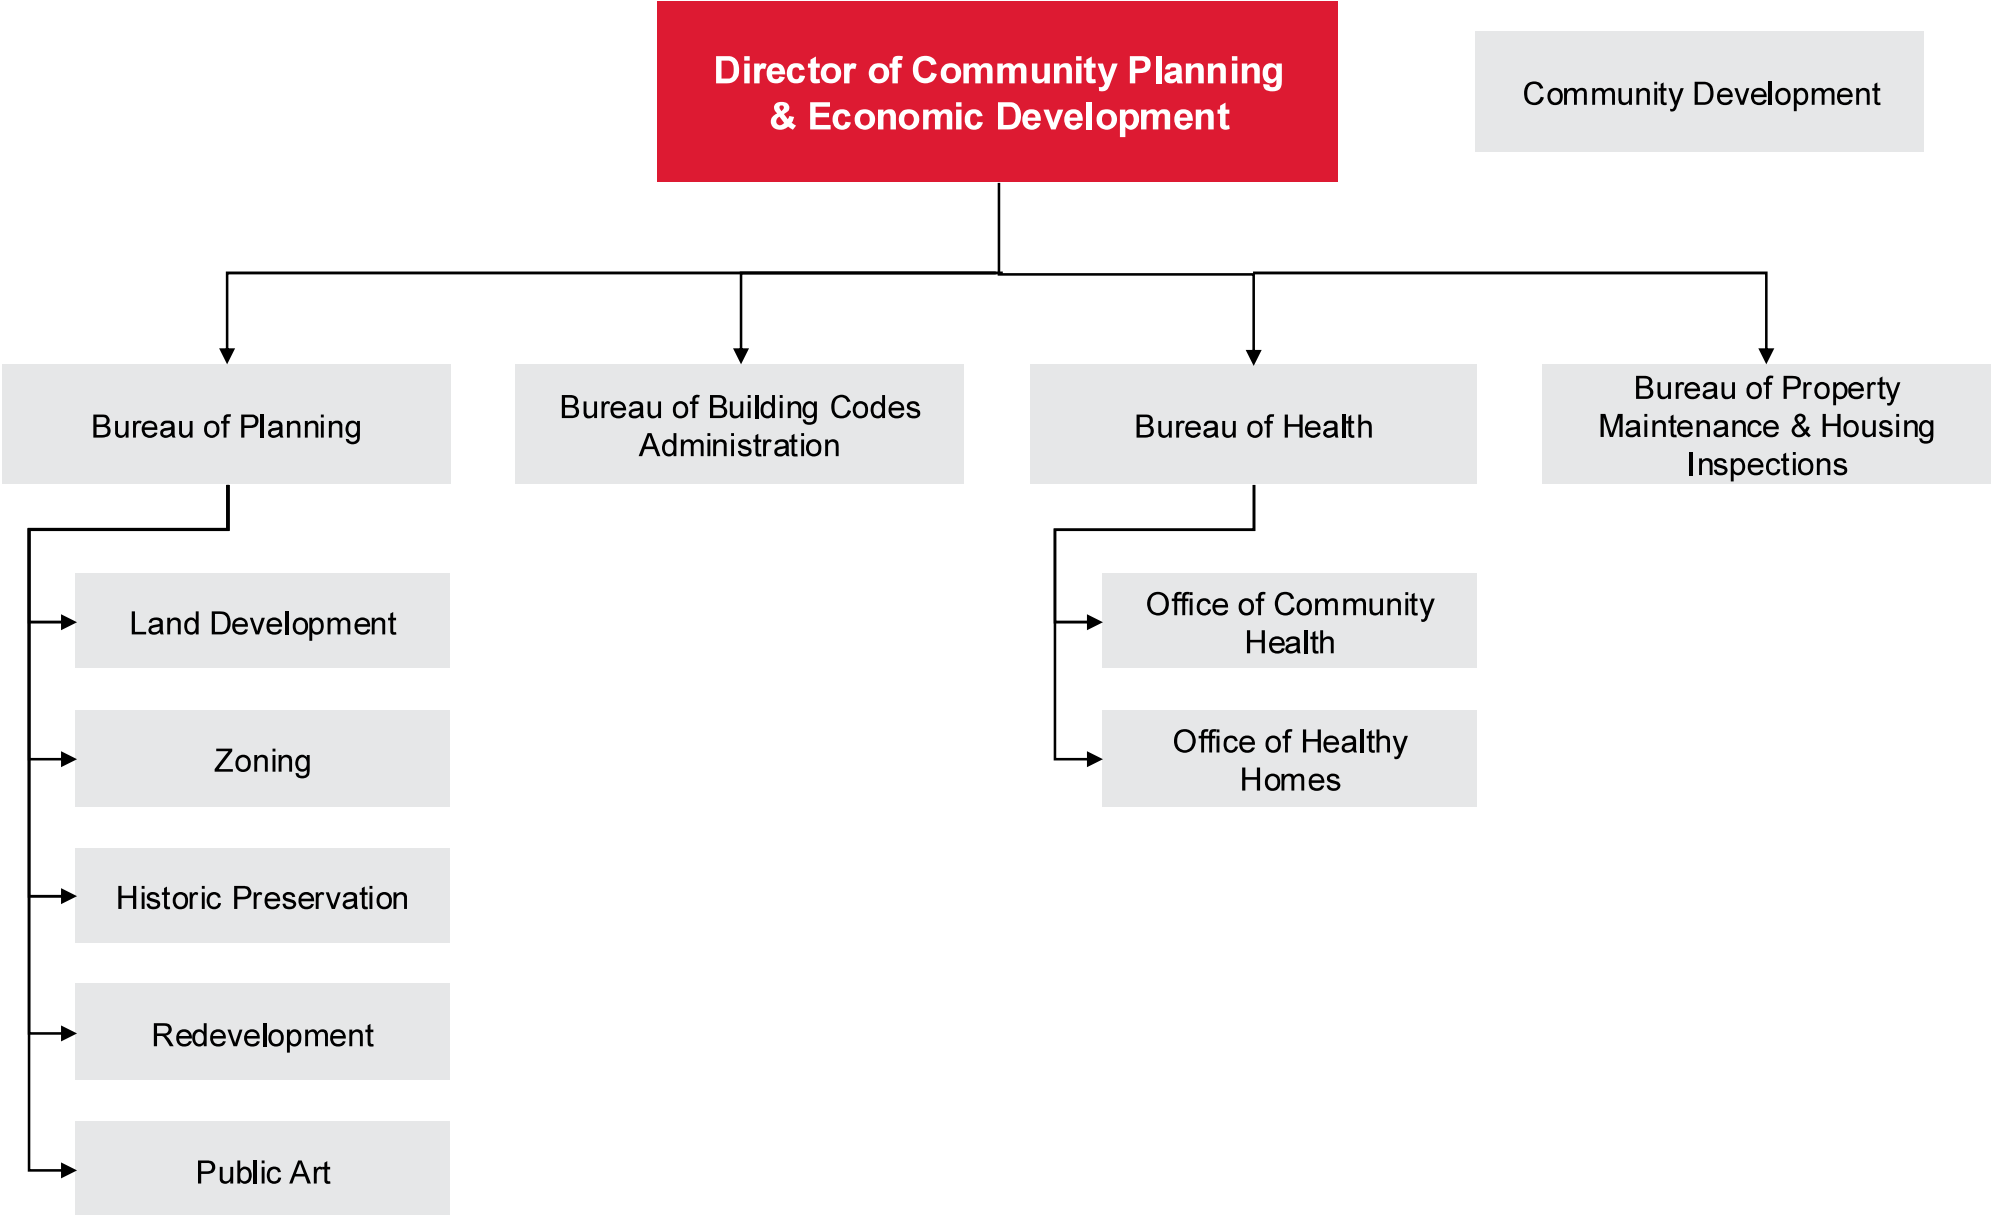 Director of Community Planning
& Economic Development
Community Development
Bureau of Planning
Bureau of Building Codes
Administration
Bureau of Health
Bureau of Property
Maintenance & Housing
Inspections
Land Development
Zoning
Historic Preservation
Redevelopment
Public Art
Office of Community
Health
Office of Healthy
Homes